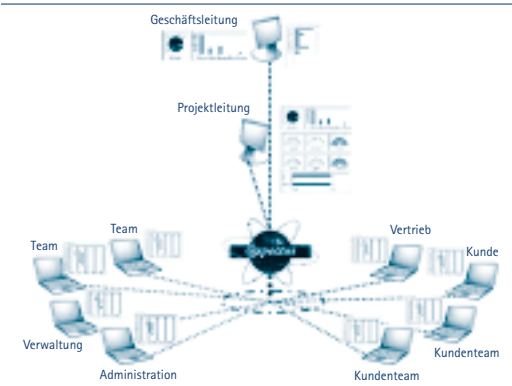 Geschäftsleitung
Projektleitung
Team
Team
Vertrieb
Kunde
Verwaltung
Administration
Kundenteam
Kundenteam